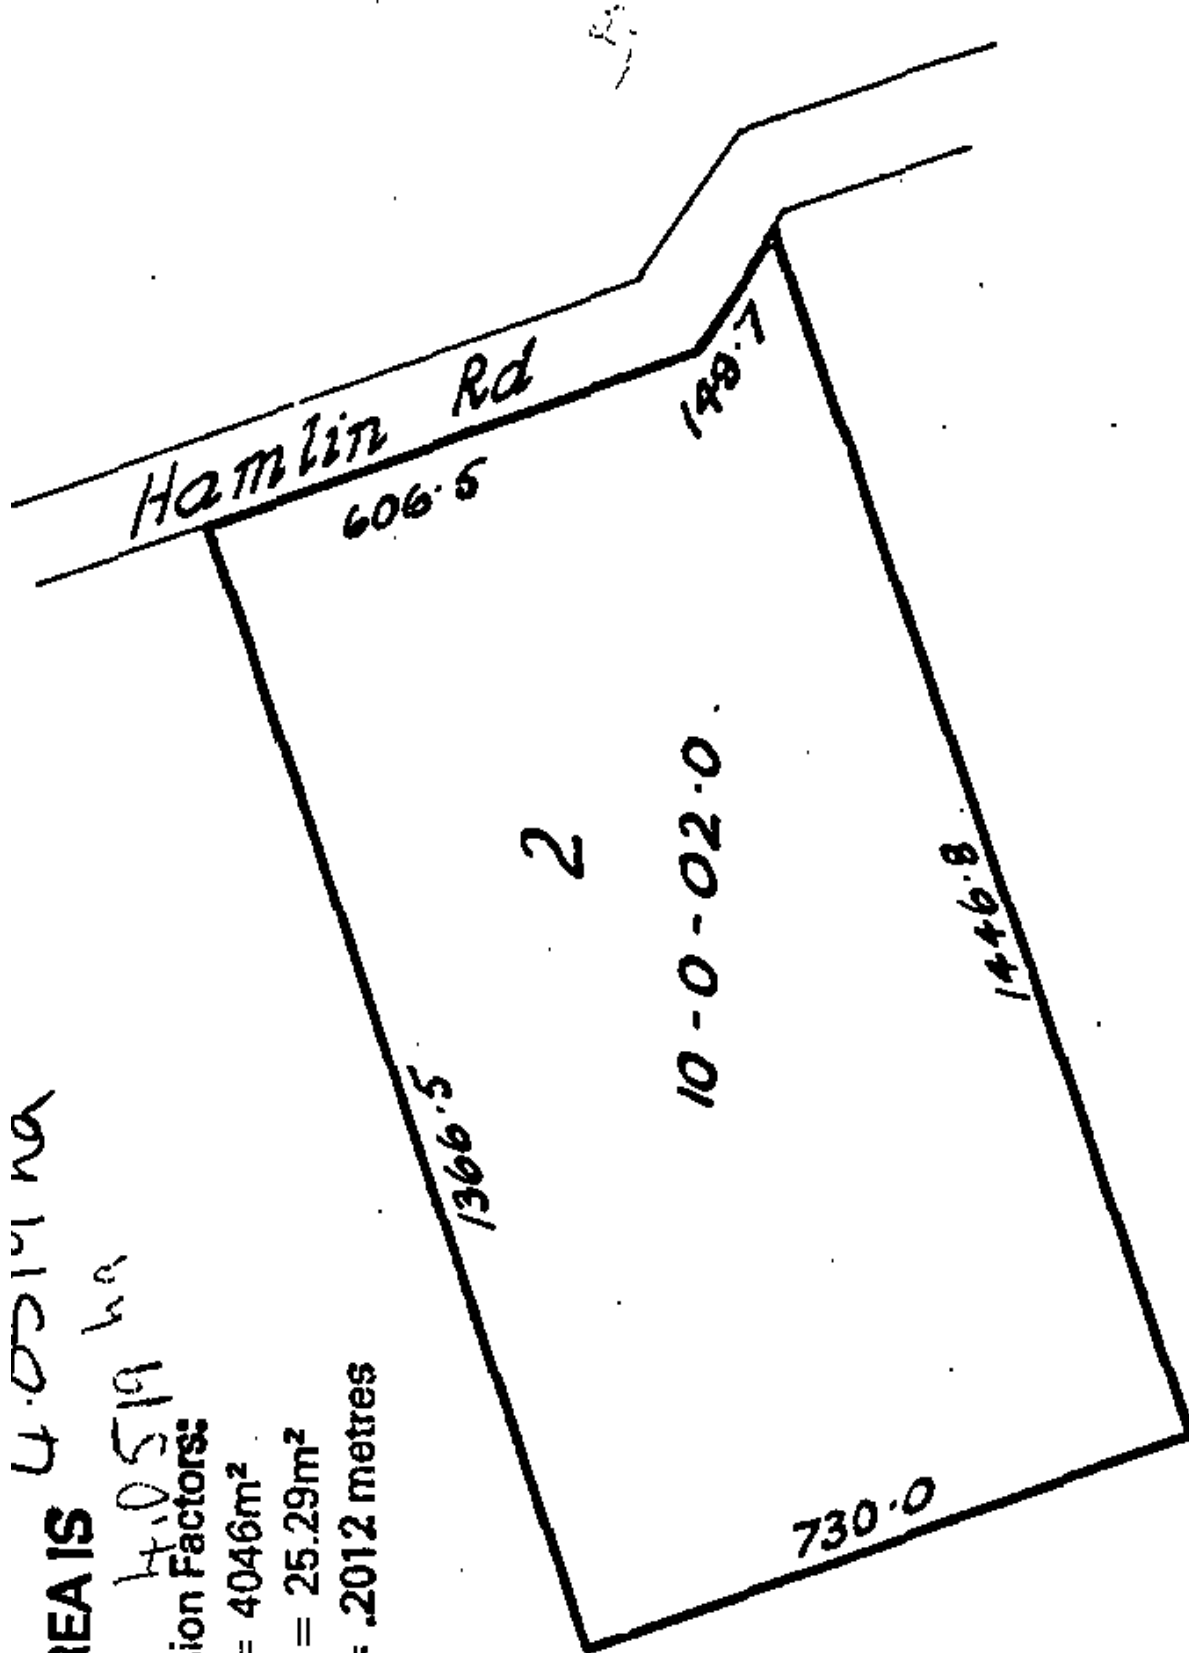 Hamlin Rd
606.5
149.7
2
10-0-02.0
1366.5
1446.8
730.0
REA IS 4.0519 ha
4.0519 ha
ion Factors:
= 4046m²
= 25.29m²
= .2012 metres